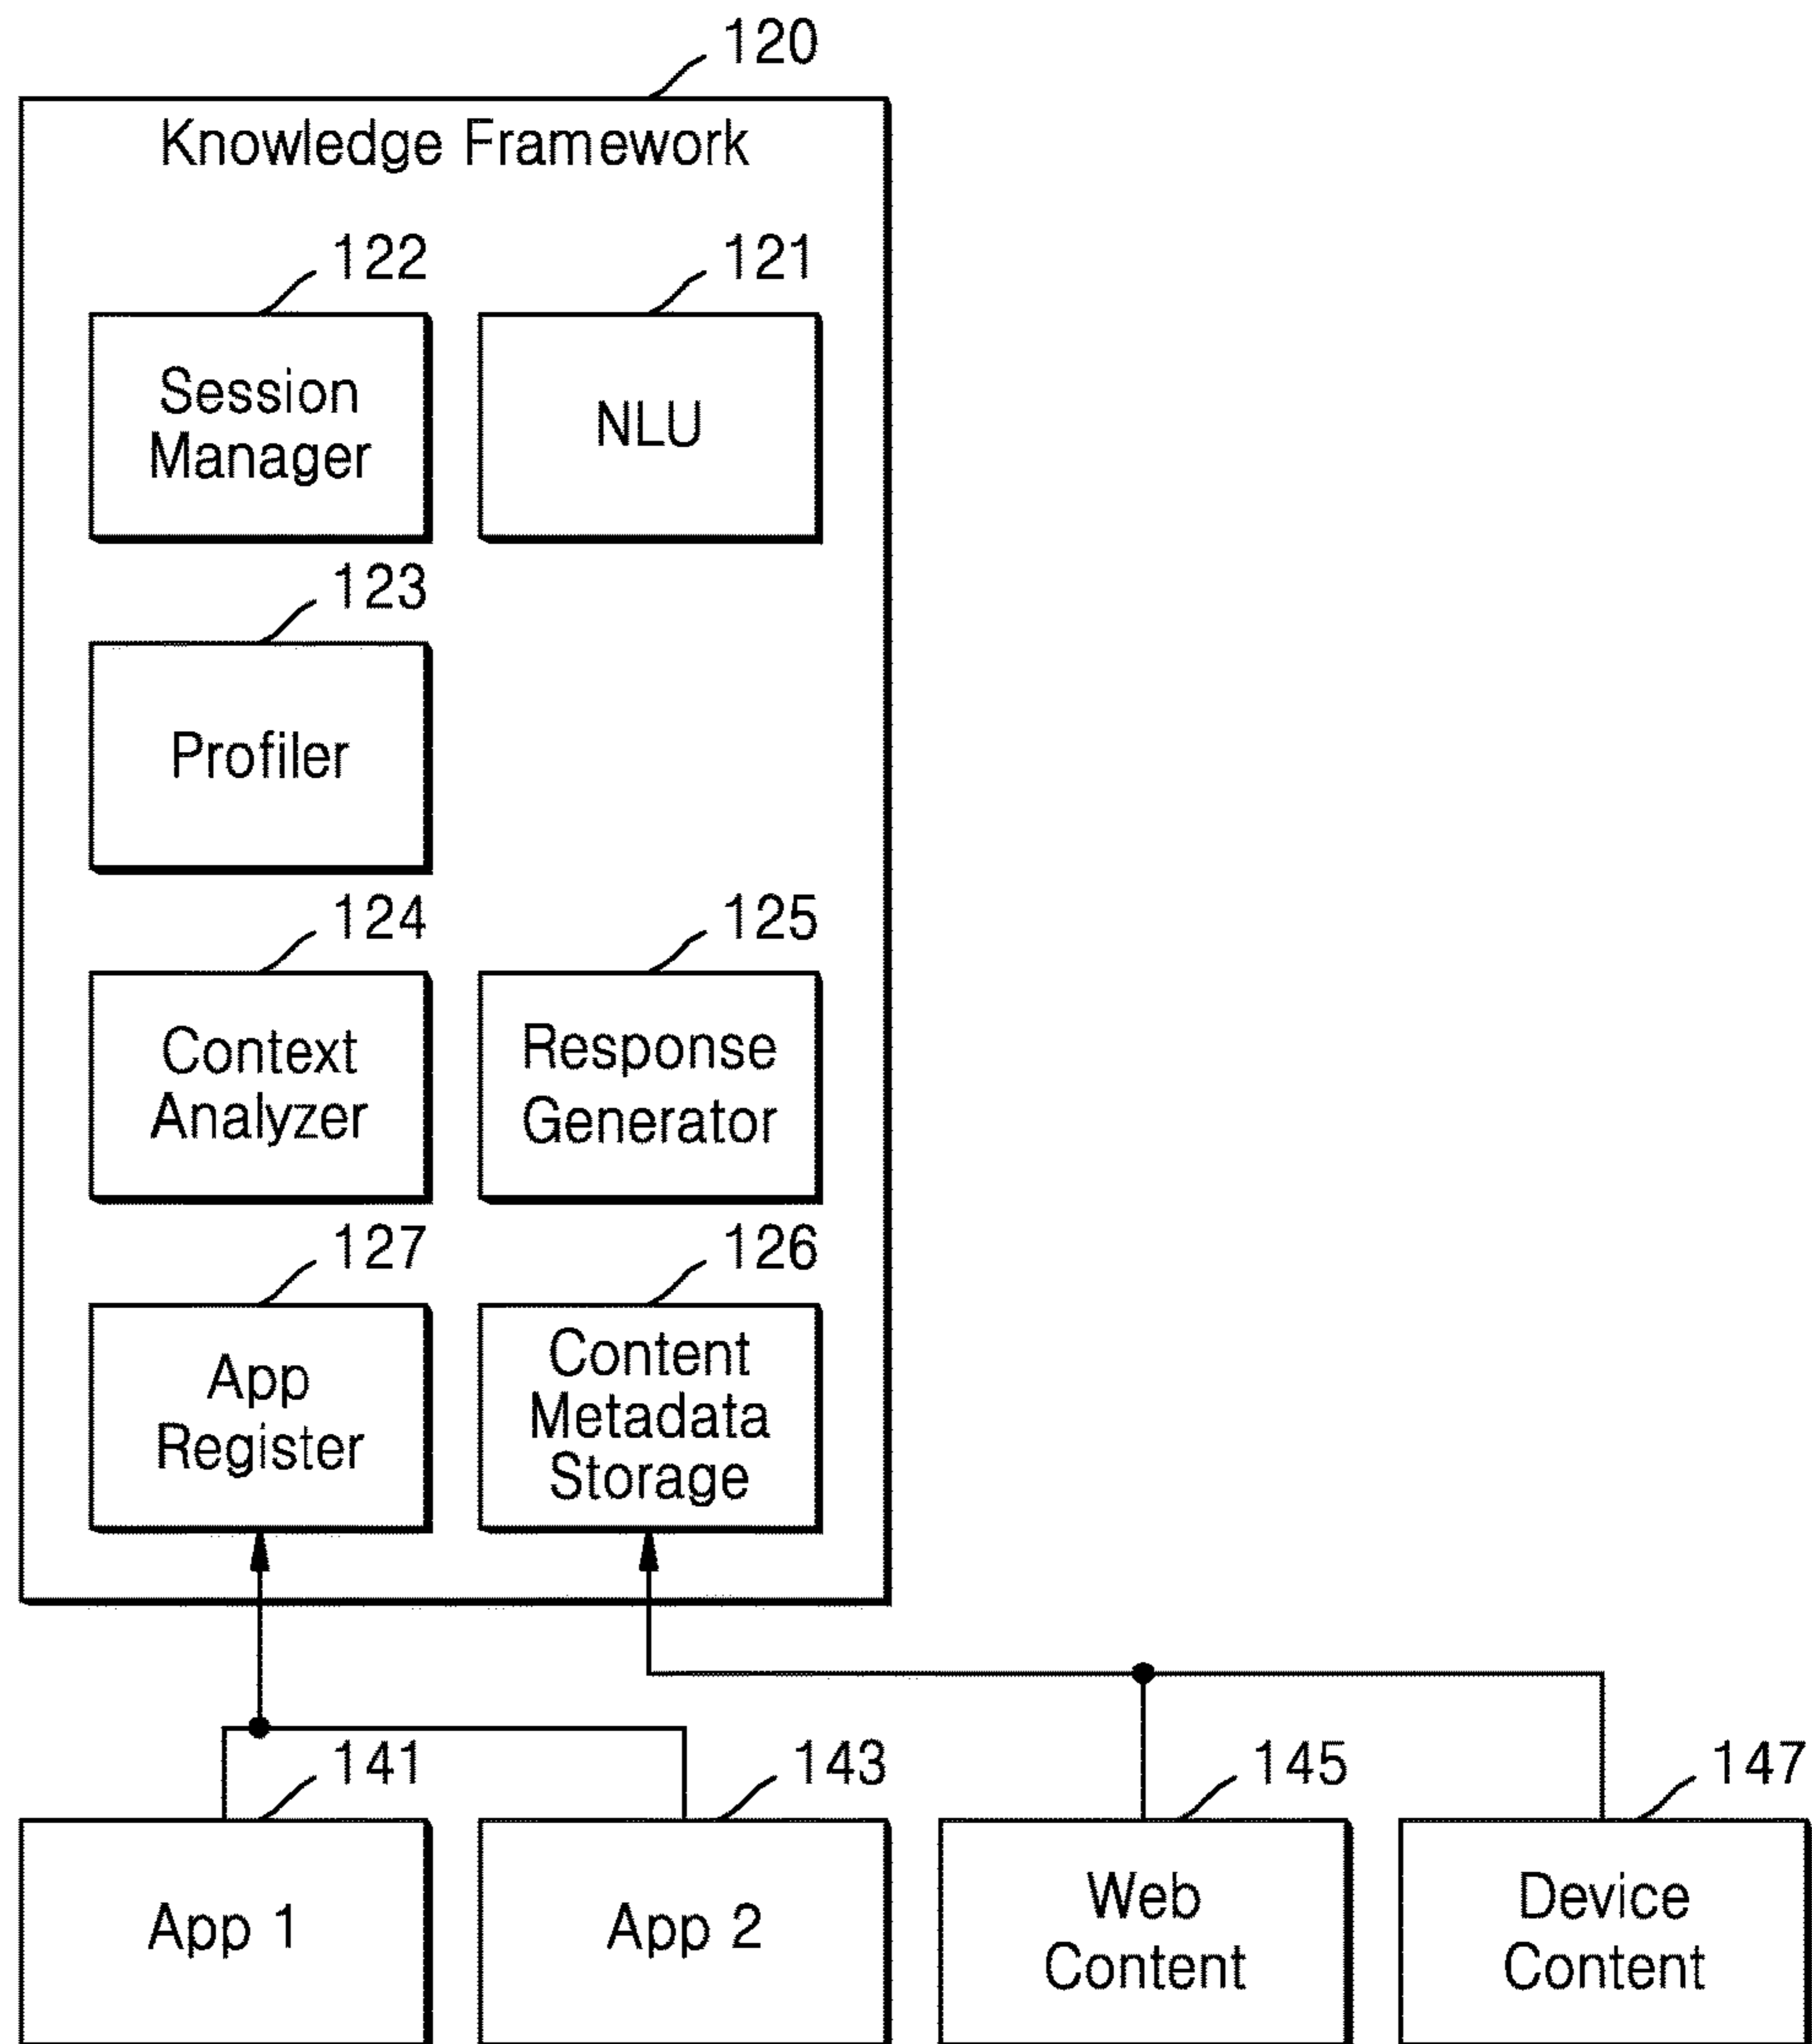 120
Knowledge Framework
122
121
Session
Manager
NLU
123
Profiler
124
125
Context
Analyzer
Response
Generator
127
126
App
Register
Content
Metadata
Storage
141
143
145
147
App 1
App 2
Web
Content
Device
Content